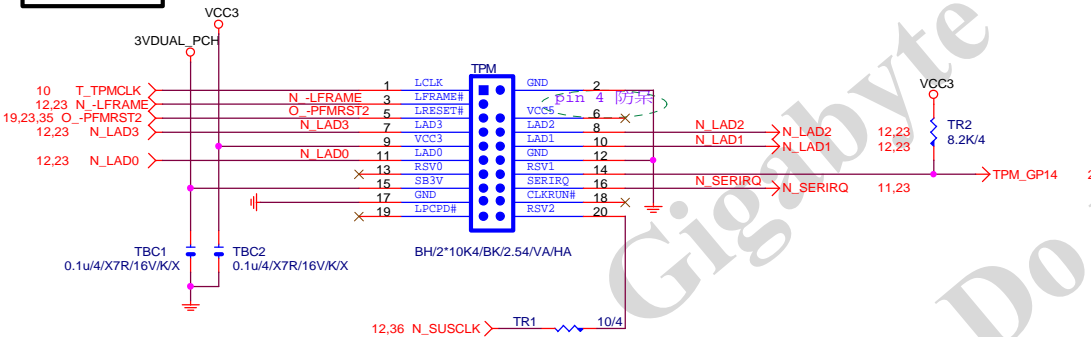 VCC3
3VDUAL_PCH
TPM
10 T_TPMCLK 1 LCLK GND 2
12,23 N_-LFRAME N_-LFRAME 3 LFRAME# pin 4 防呆
19,23,35 O_-PFMRST2 O_-PFMRST2 5 LRESET# VCC5 6
12,23 N_LAD3 N_LAD3 7 LAD3 LAD2 8 N_LAD2 N_LAD2 12,23
9 VCC3 LAD1 10 N_LAD1 N_LAD1 12,23
12,23 N_LAD0 N_LAD0 11 LAD0 GND 12
13 RSV0 RSV1 14 TPM_GP14
15 SB3V SERIRQ 16 N_SERIRQ N_SERIRQ 11,23
17 GND CLKRUN# 18
19 LPCPD# RSV2 20
VCC3
TR2
8.2K/4
BH/2*10K4/BK/2.54/VA/HA
TBC1
0.1u/4/X7R/16V/K/X
TBC2
0.1u/4/X7R/16V/K/X
12,36 N_SUSCLK TR1 10/4
Gigabyte
Do